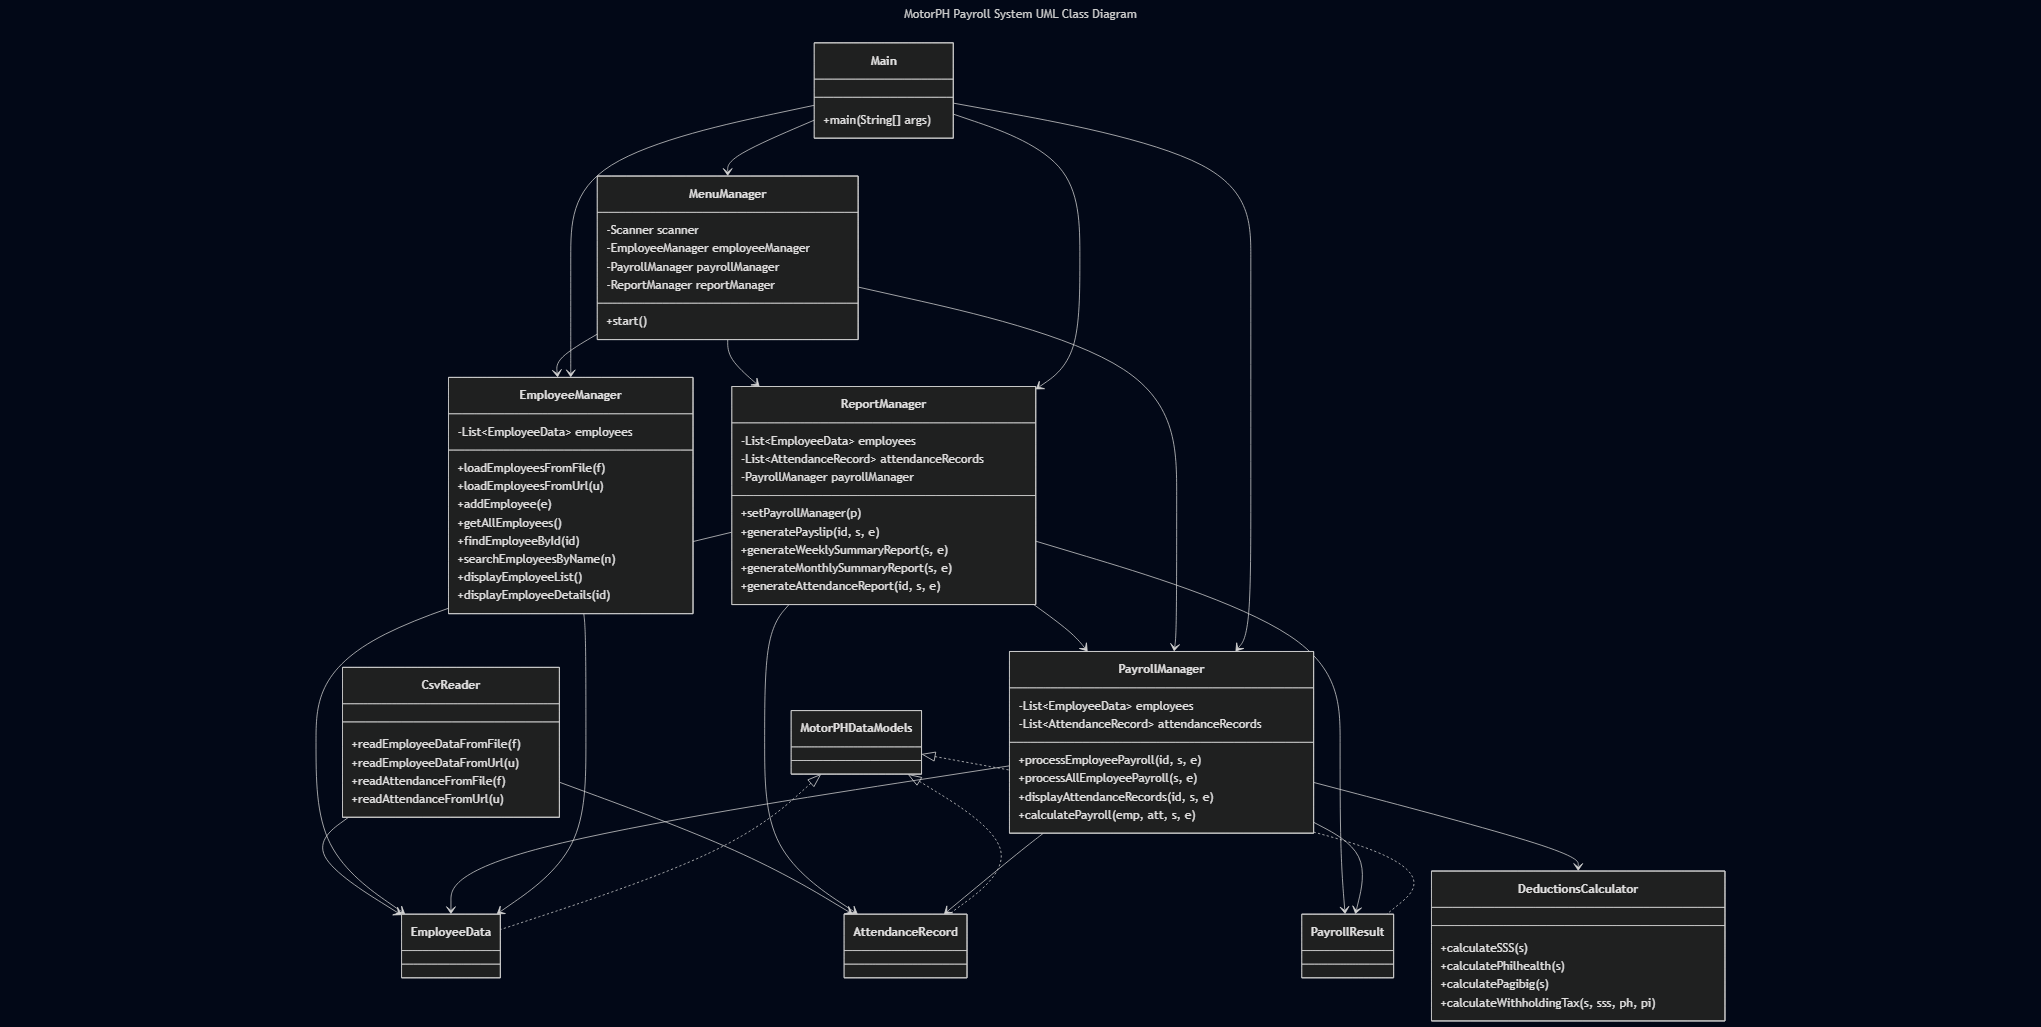 MotorPH Payroll System UML Class Diagram
Main
+main(String[] args)
MenuManager
-Scanner scanner
-EmployeeManager employeeManager
-PayrollManager payrollManager
-ReportManager reportManager
+start()
EmployeeManager
-List<EmployeeData> employees
+loadEmployeesFromFile(f)
+loadEmployeesFromUrl(u)
+addEmployee(e)
+getAllEmployees()
+findEmployeeById(id)
+searchEmployeesByName(n)
+displayEmployeeList()
+displayEmployeeDetails(id)
ReportManager
-List<EmployeeData> employees
-List<AttendanceRecord> attendanceRecords
-PayrollManager payrollManager
+setPayrollManager(p)
+generatePayslip(id, s, e)
+generateWeeklySummaryReport(s, e)
+generateMonthlySummaryReport(s, e)
+generateAttendanceReport(id, s, e)
CsvReader
+readEmployeeDataFromFile(f)
+readEmployeeDataFromUrl(u)
+readAttendanceFromFile(f)
+readAttendanceFromUrl(u)
MotorPHDataModels
PayrollManager
-List<EmployeeData> employees
-List<AttendanceRecord> attendanceRecords
+processEmployeePayroll(id, s, e)
+processAllEmployeePayroll(s, e)
+displayAttendanceRecords(id, s, e)
+calculatePayroll(emp, att, s, e)
EmployeeData
AttendanceRecord
PayrollResult
DeductionsCalculator
+calculateSSS(s)
+calculatePhilhealth(s)
+calculatePagibig(s)
+calculateWithholdingTax(s, sss, ph, pi)